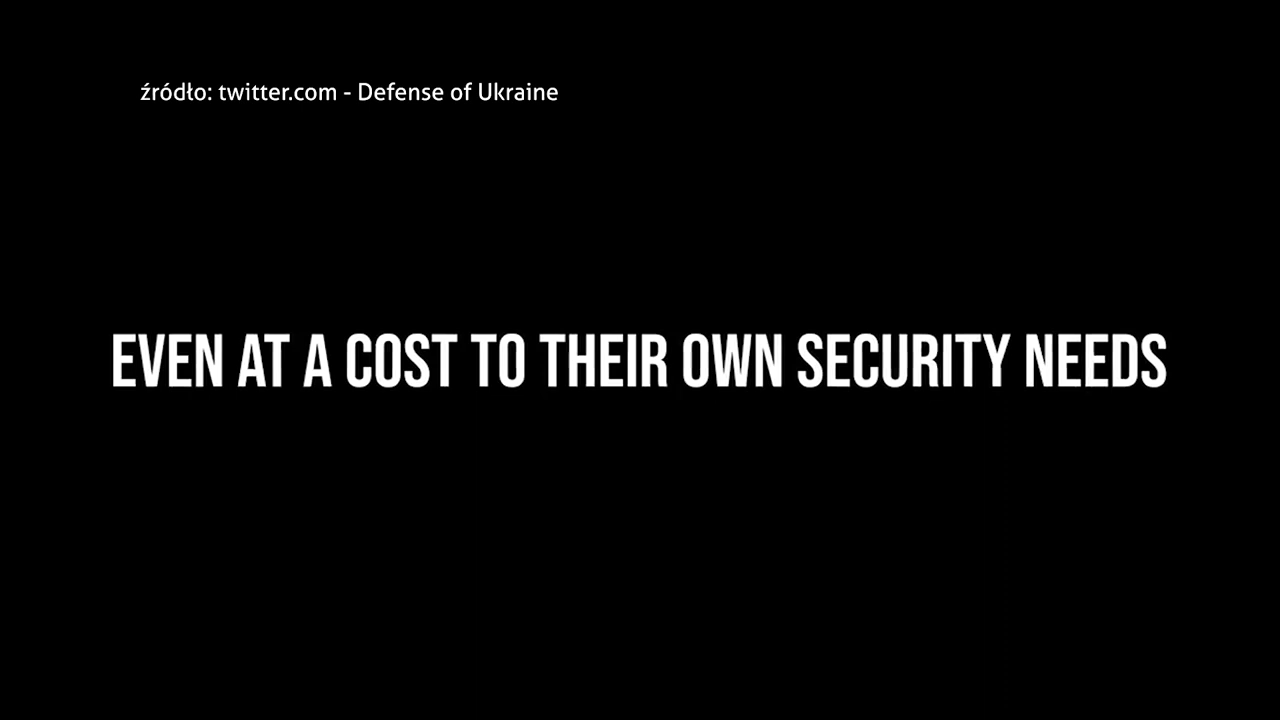 źródło: twitter.com - Defense of Ukraine
EVEN AT A COST TO THEIR OWN SECURITY NEEDS